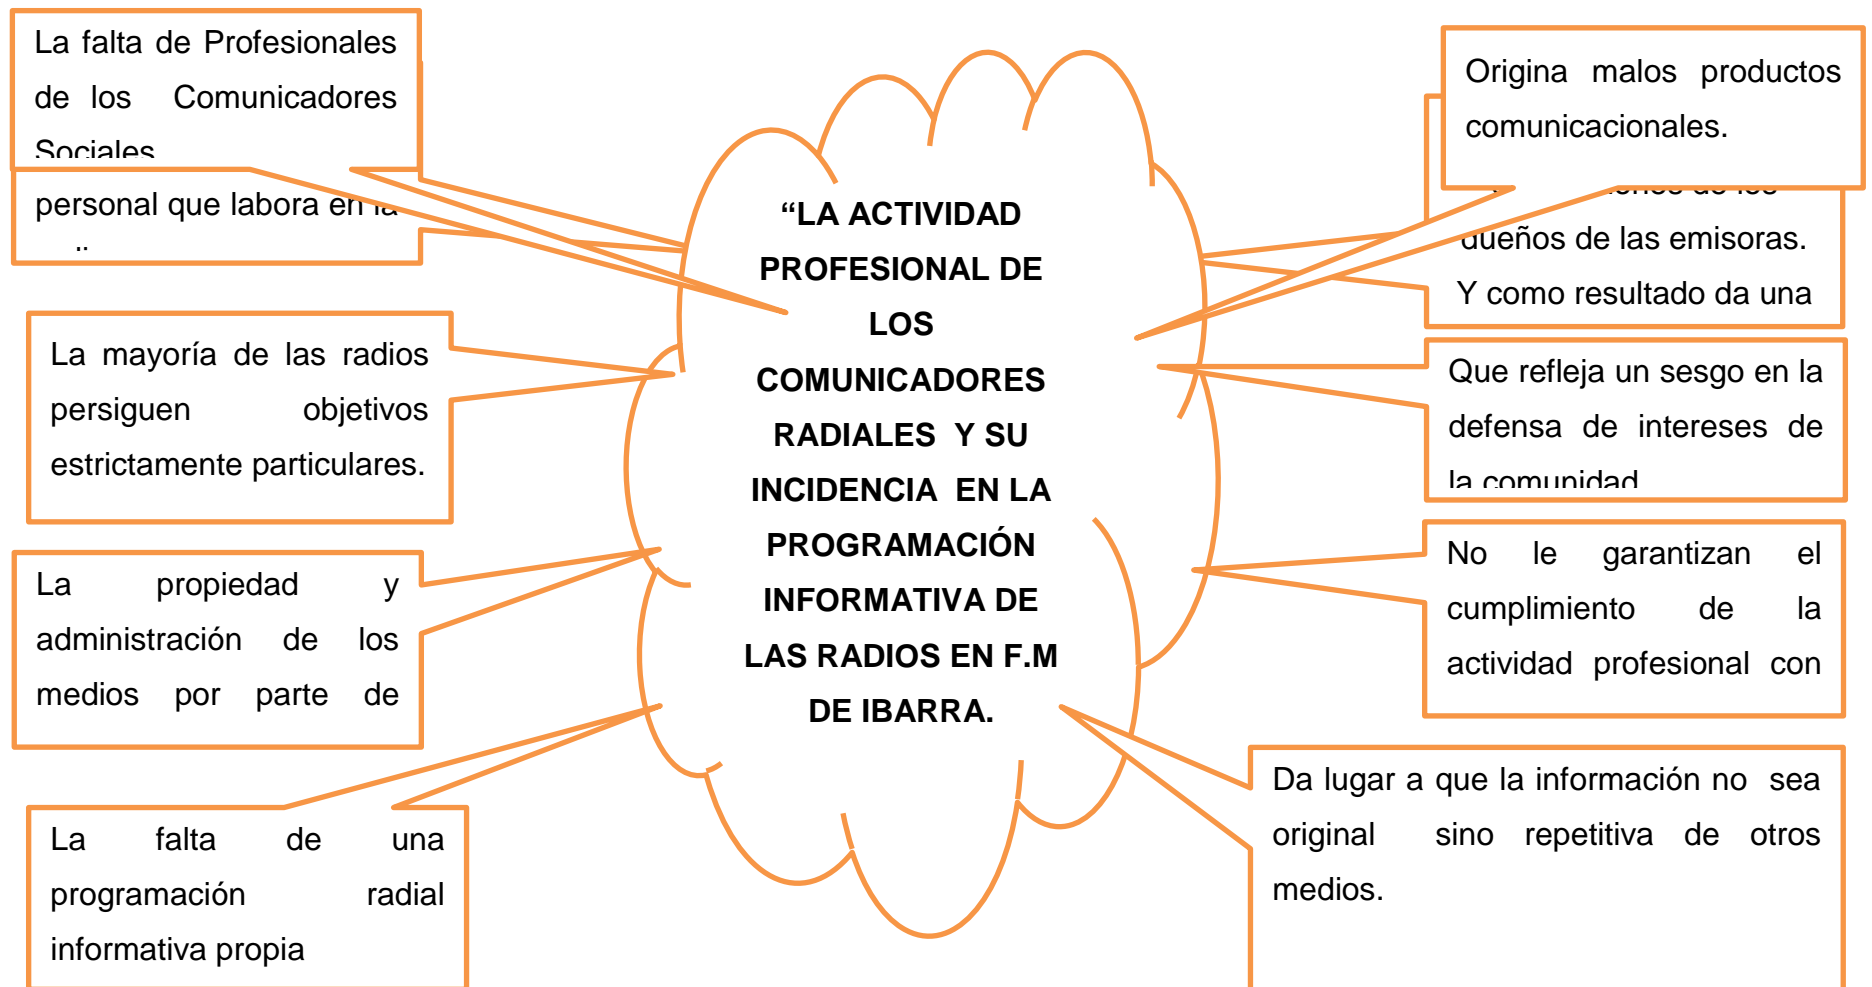 La falta de Profesionales
de los Comunicadores
Sociales
personal que labora en la
La mayoría de las radios
persiguen objetivos
estrictamente particulares.
La propiedad y
administración de los
medios por parte de
La falta de una
programación radial
informativa propia
“LA ACTIVIDAD
PROFESIONAL DE
LOS
COMUNICADORES
RADIALES Y SU
INCIDENCIA EN LA
PROGRAMACIÓN
INFORMATIVA DE
LAS RADIOS EN F.M
DE IBARRA.
Origina malos productos
comunicacionales.
de los
dueños de las emisoras.
Y como resultado da una
Que refleja un sesgo en la
defensa de intereses de
la comunidad
No le garantizan el
cumplimiento de la
actividad profesional con
Da lugar a que la información no sea
original sino repetitiva de otros
medios.